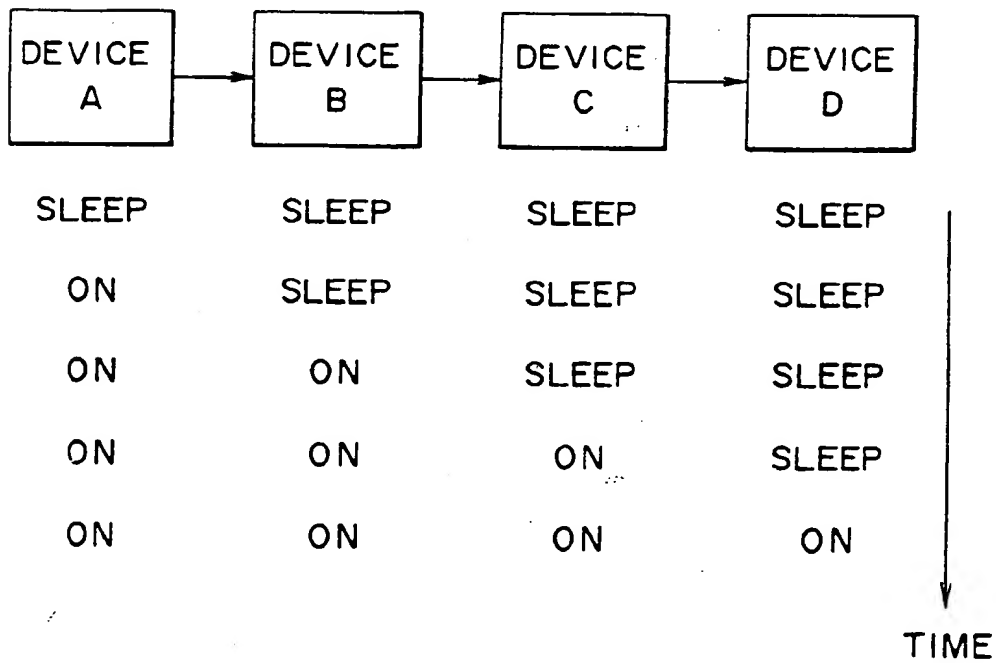 DEVICE A
DEVICE B
DEVICE C
DEVICE D
SLEEP SLEEP SLEEP SLEEP
ON SLEEP SLEEP SLEEP
ON ON SLEEP SLEEP
ON ON ON SLEEP
ON ON ON ON
TIME